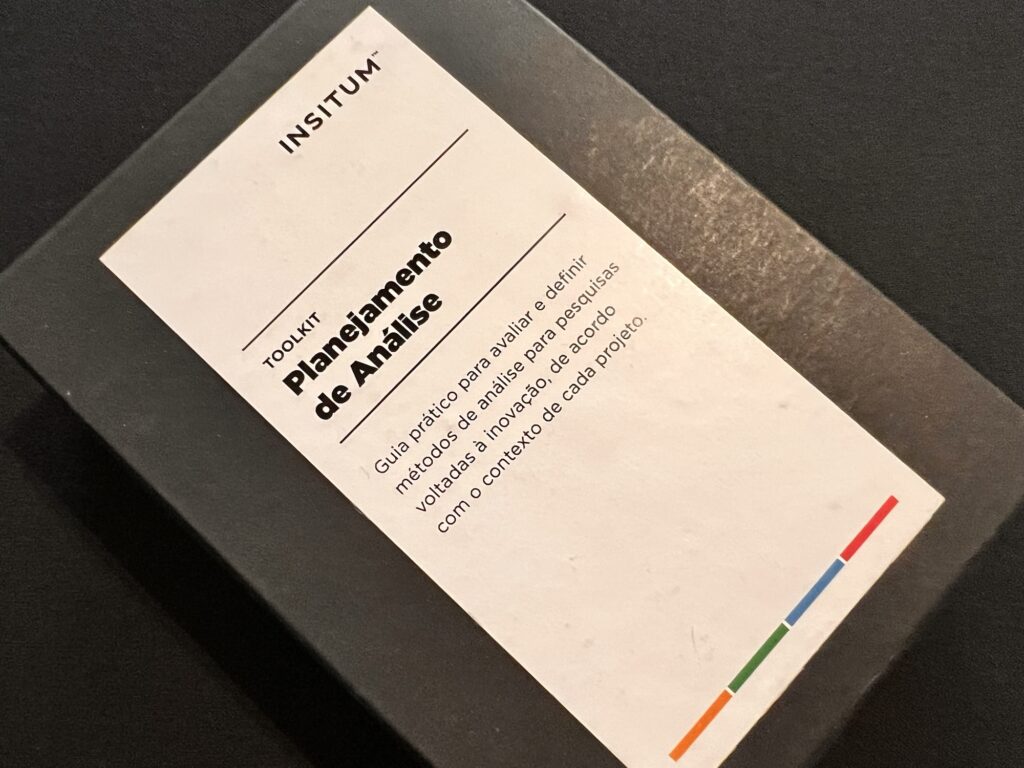 INSITUM™
TOOLKIT
Planejamento
de Análise
Guia prático para avaliar e definir
métodos de análise para pesquisas
voltadas à inovação, de acordo
com o contexto de cada projeto.